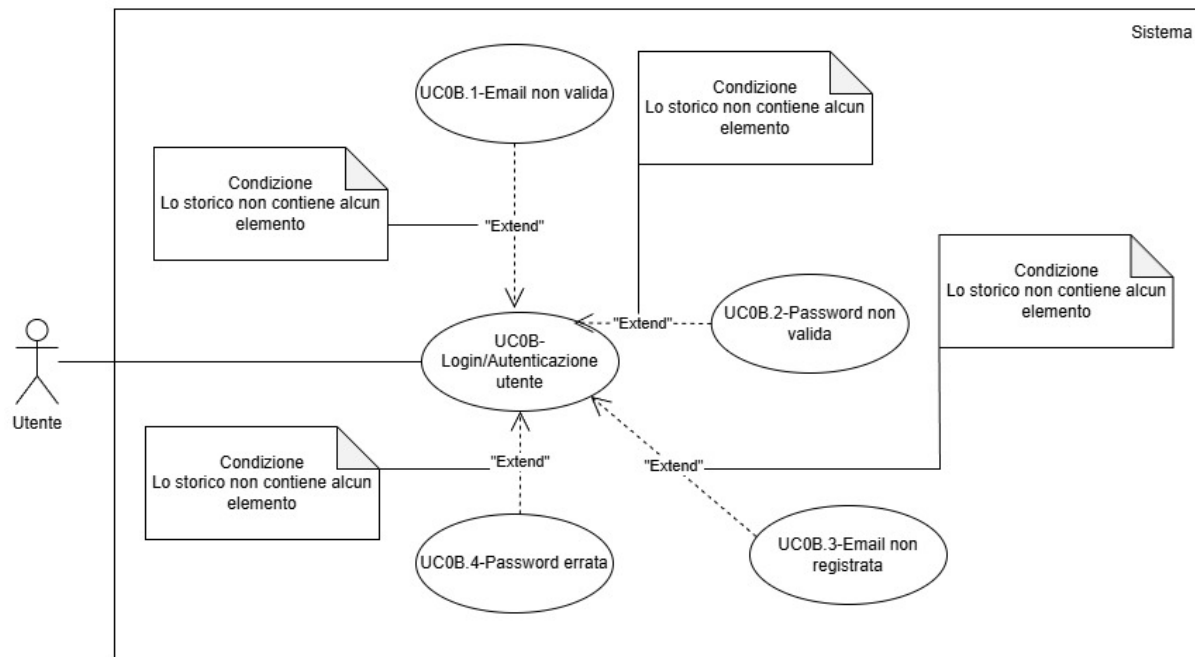 Sistema
UC0B.1-Email non valida
Condizione
Lo storico non contiene alcun
elemento
Condizione
Lo storico non contiene alcun
elemento
"Extend"
Condizione
Lo storico non contiene alcun
elemento
UC0B.2-Password non
valida
"Extend"
UC0B-
Login/Autenticazione
utente
Utente
Condizione
Lo storico non contiene alcun
elemento
"Extend"
"Extend"
UC0B.4-Password errata
UC0B.3-Email non
registrata